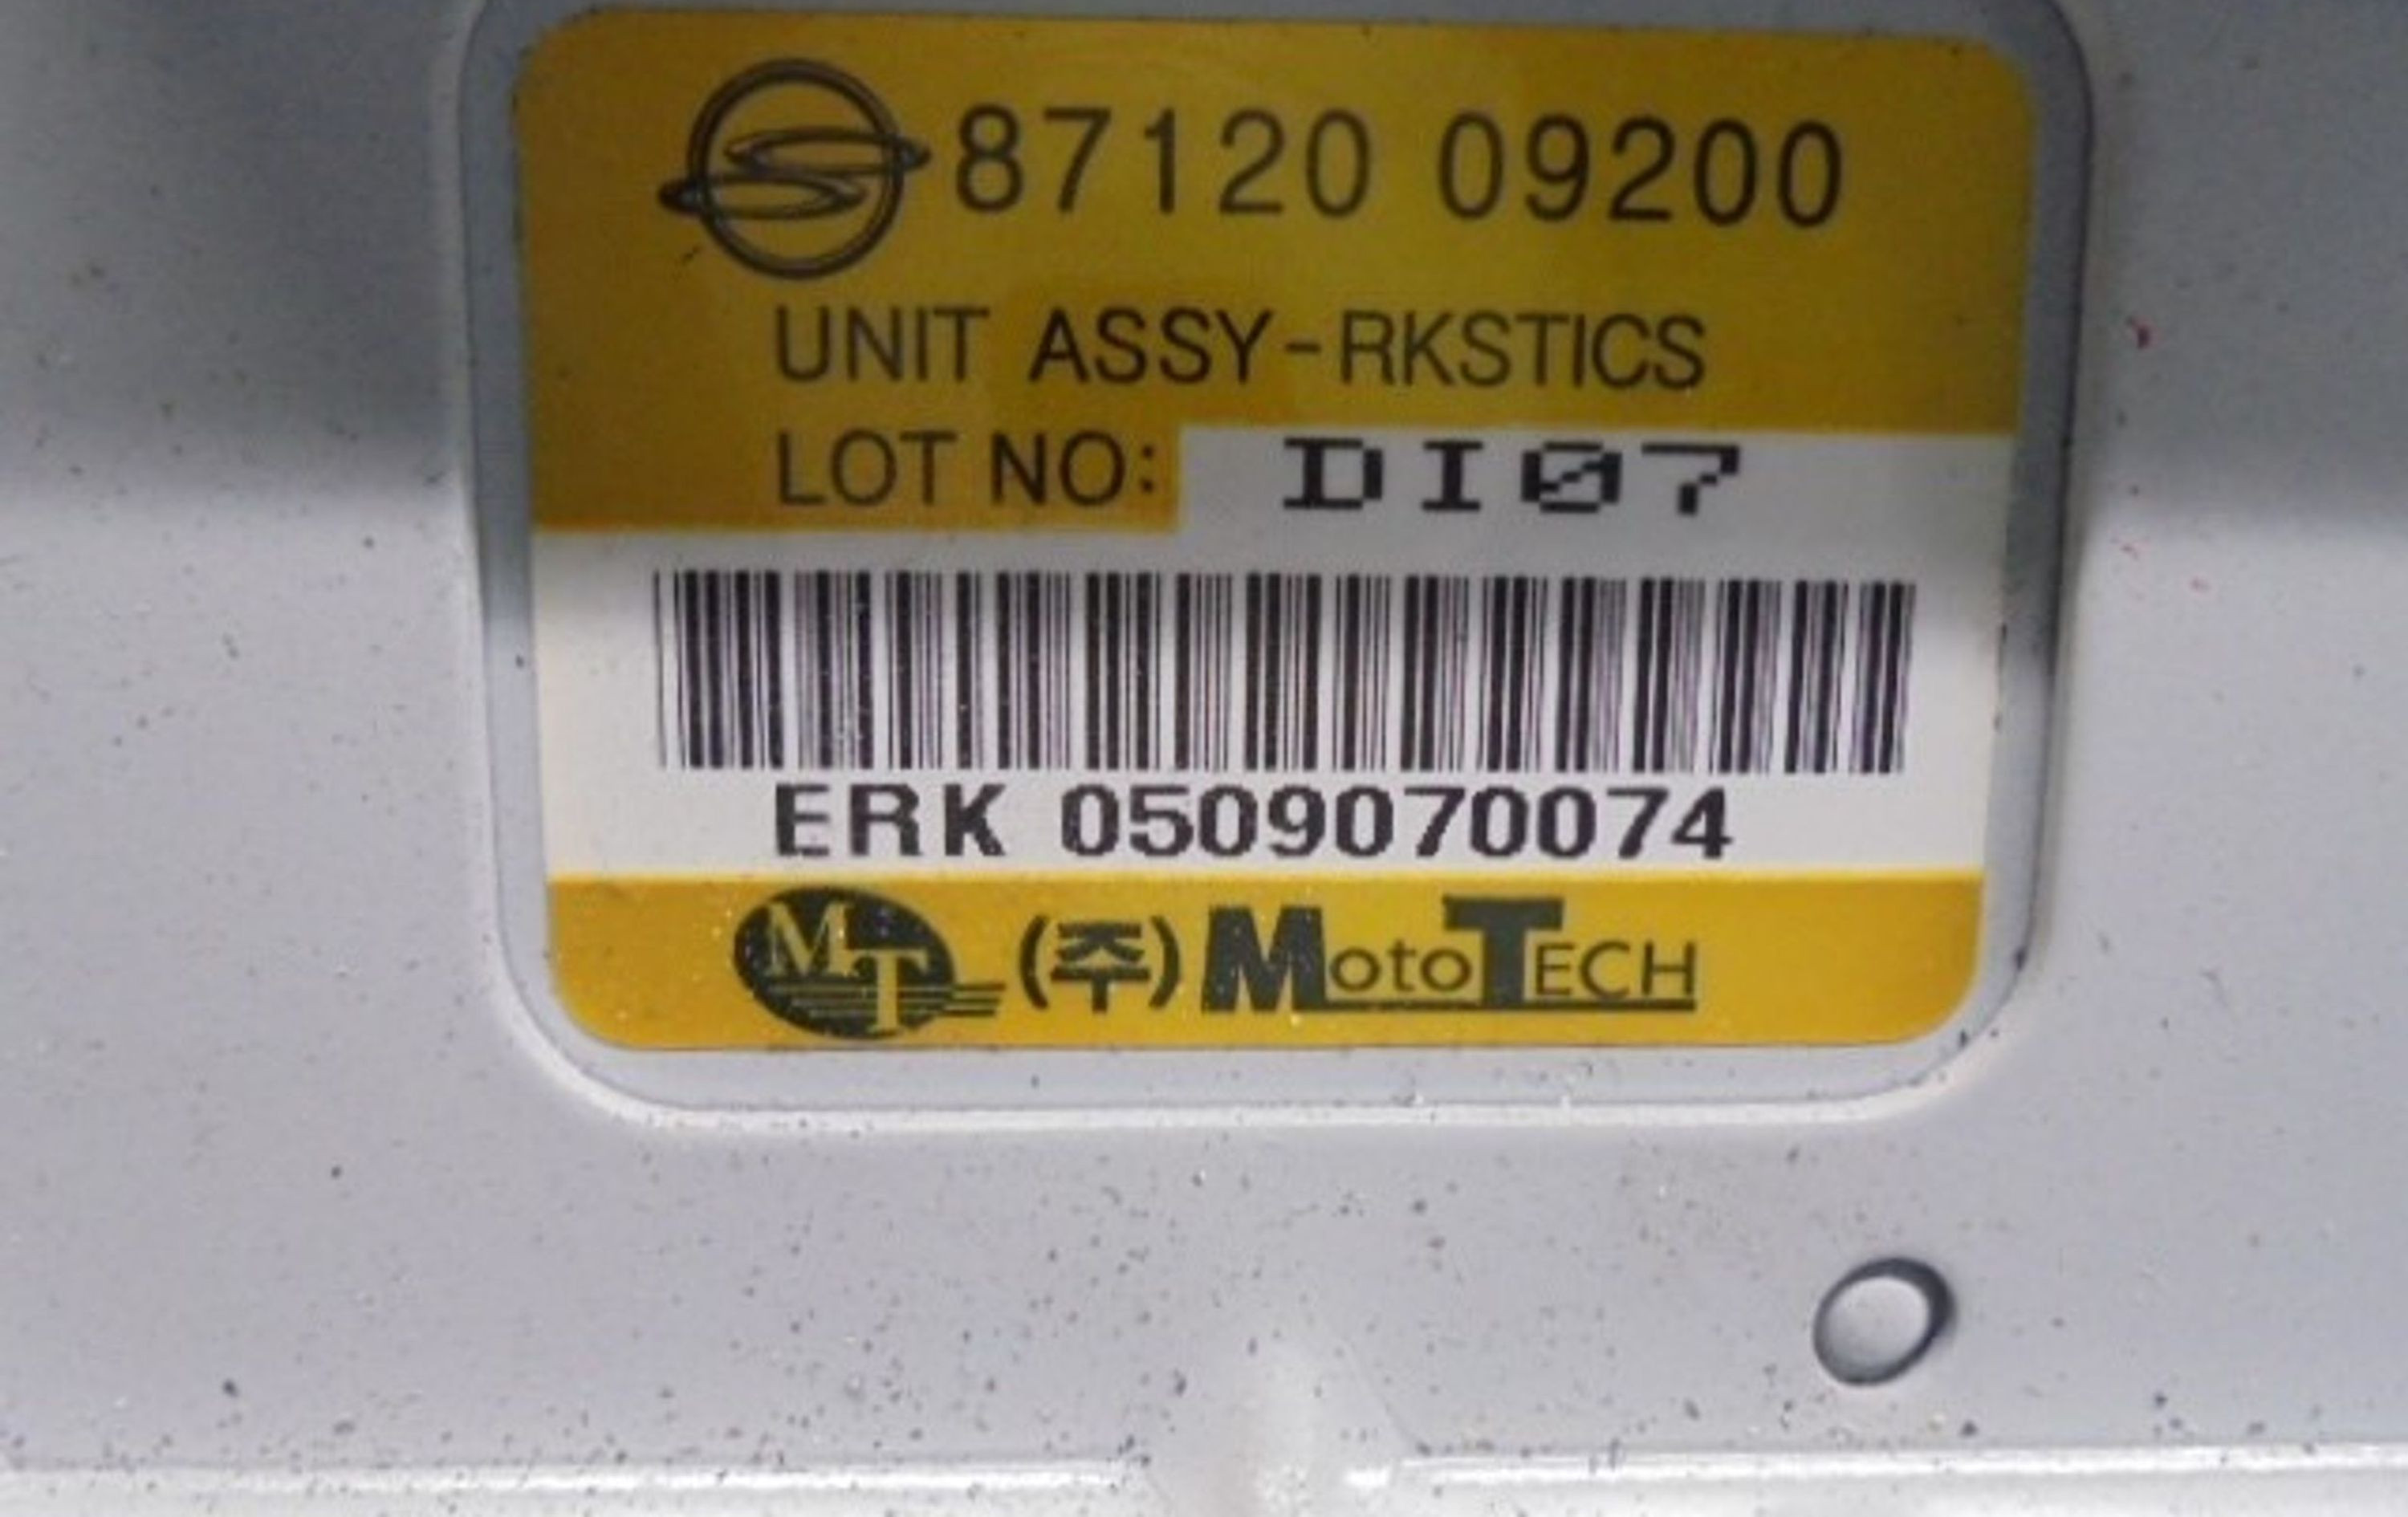 87120 09200
UNIT ASSY-RKSTICS
LOT NO: DI07
ERK 0509070074
MT (주) MotoTECH